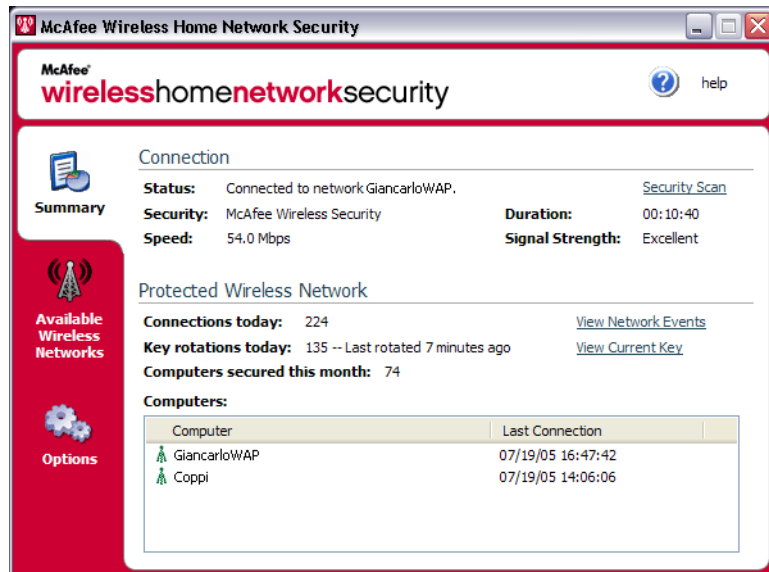 McAfee Wireless Home Network Security
McAfee®
wirelesshomenetworksecurity
? help
Summary
Available
Wireless
Networks
Options
Connection
Status: Connected to network GiancarloWAP. Security Scan
Security: McAfee Wireless Security Duration: 00:10:40
Speed: 54.0 Mbps Signal Strength: Excellent
Protected Wireless Network
Connections today: 224 View Network Events
Key rotations today: 135 -- Last rotated 7 minutes ago View Current Key
Computers secured this month: 74
Computers:
Computer Last Connection
GiancarloWAP 07/19/05 16:47:42
Coppi 07/19/05 14:06:06